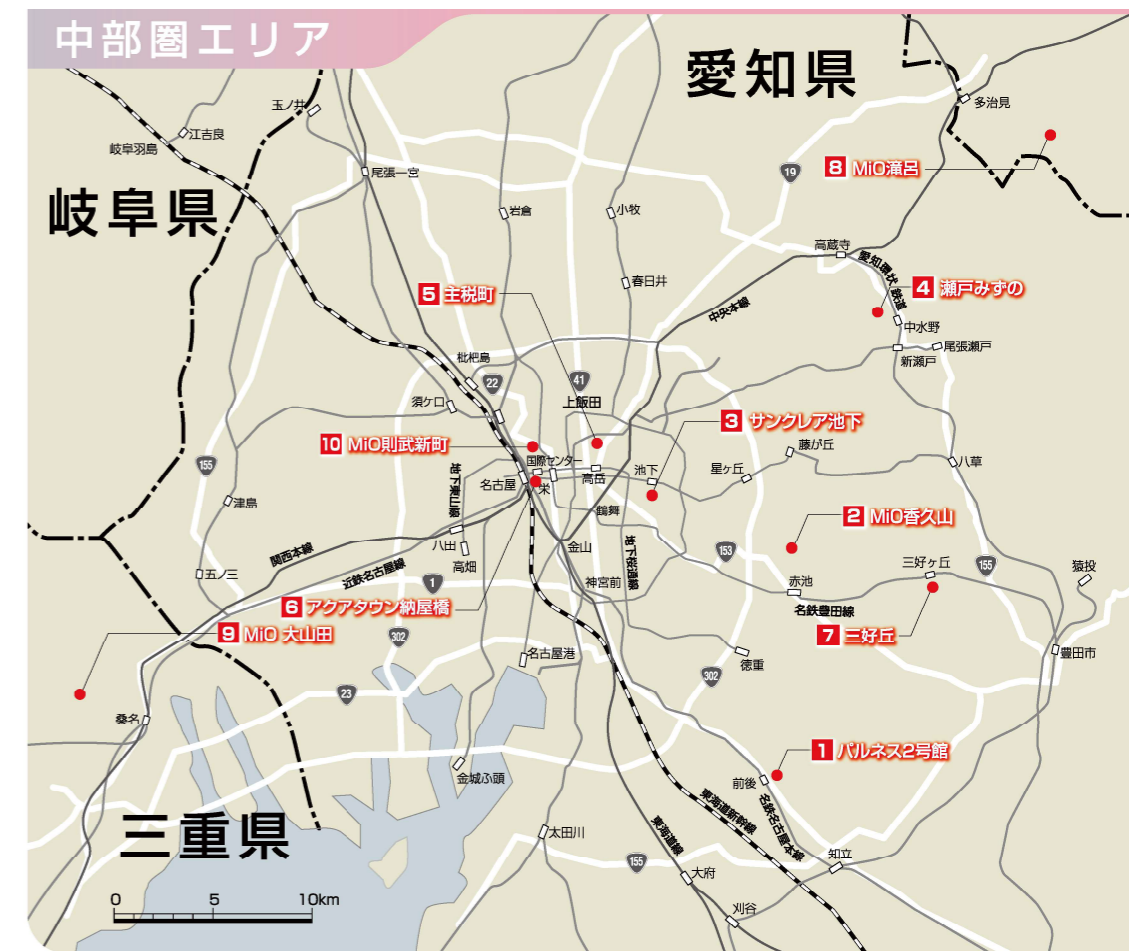 中部圏エリア
愛知県
岐阜県
三重県
玉ノ井
江吉良
岐阜羽島
尾張一宮
岩倉
小牧
春日井
多治見
19
8 MiO滝呂
高蔵寺
愛知環状鉄道
4 瀬戸みずの
中水野
尾張瀬戸
新瀬戸
中央本線
5 主税町
枇杷島
22
41
上飯田
須ケ口
10 MiO則武新町
国際センター
名古屋
栄
高岳
池下
3 サンクレア池下
星ヶ丘
藤が丘
八草
155
津島
地下東山線
鶴舞
2 MiO香久山
関西本線
八田
高畑
金山
地下桜通線
153
三好ヶ丘
155
猿投
五ノ三
近鉄名古屋線
1
神宮前
赤池
名鉄豊田線
6 アクアタウン納屋橋
9 MiO 大山田
302
7 三好丘
名古屋港
徳重
豊田市
302
23
桑名
1 パルネス2号館
前後
金城ふ頭
東海道新幹線
名鉄名古屋本線
太田川
東海道線
155
大府
知立
刈谷
0 5 10km